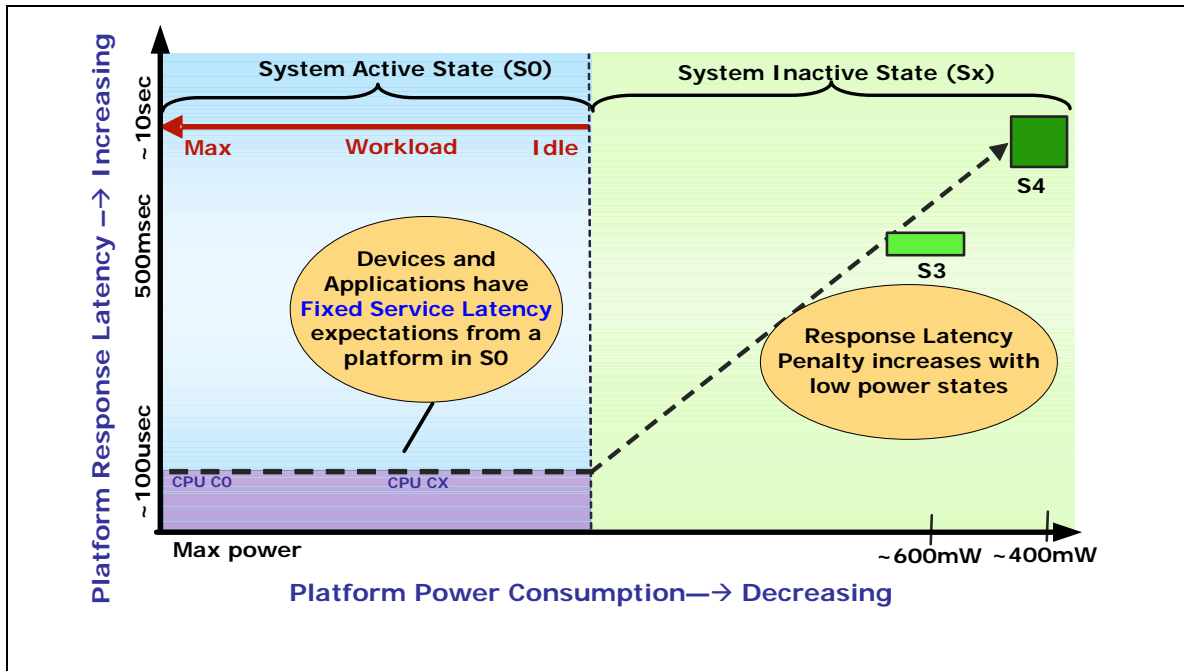 System Active State (S0)
System Inactive State (Sx)
Max
Workload
Idle
S4
S3
Devices and
Applications have
Fixed Service Latency
expectations from a
platform in S0
Response Latency
Penalty increases with
low power states
CPU C0
CPU CX
Platform Response Latency —→ Increasing
~10sec
500msec
~100usec
Max power
~600mW
~400mW
Platform Power Consumption—→ Decreasing